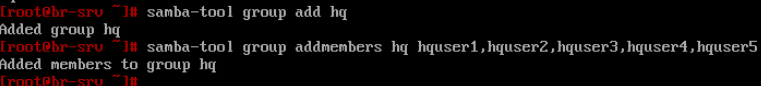 [root@br-srv ~]# samba-tool group add hq
Added group hq
[root@br-srv ~]# samba-tool group addmembers hq hquser1,hquser2,hquser3,hquser4,hquser5
Added members to group hq
[root@br-srv ~]#